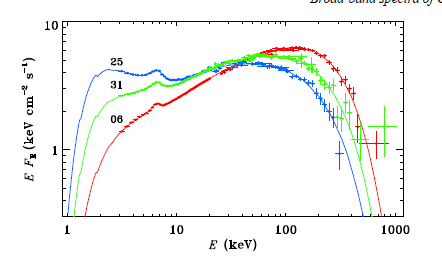 Broad-band spectra of C
10
25
31
06
1
E F_E (keV cm⁻² s⁻¹)
1 10 100 1000
E (keV)